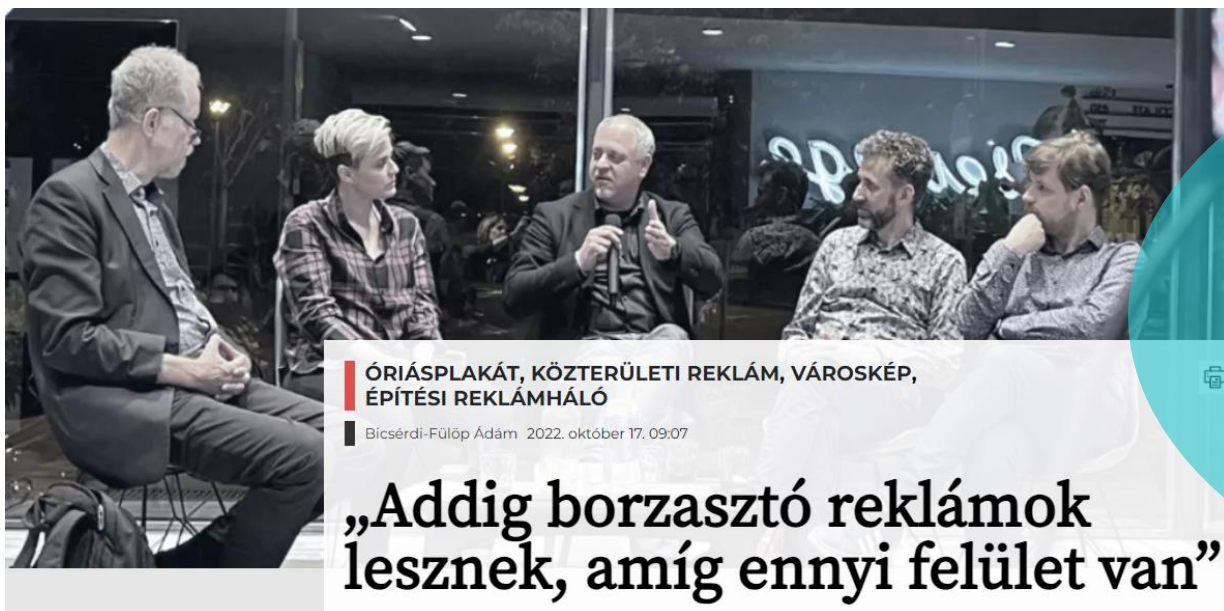 ÓRIÁSPLAKÁT, KÖZTERÜLETI REKLÁM, VÁROSKÉP,
ÉPÍTÉSI REKLÁMHÁLÓ
Bicsérdi-Fülöp Ádám 2022. október 17. 09:07
„Addig borzasztó reklámok
lesznek, amíg ennyi felület van”